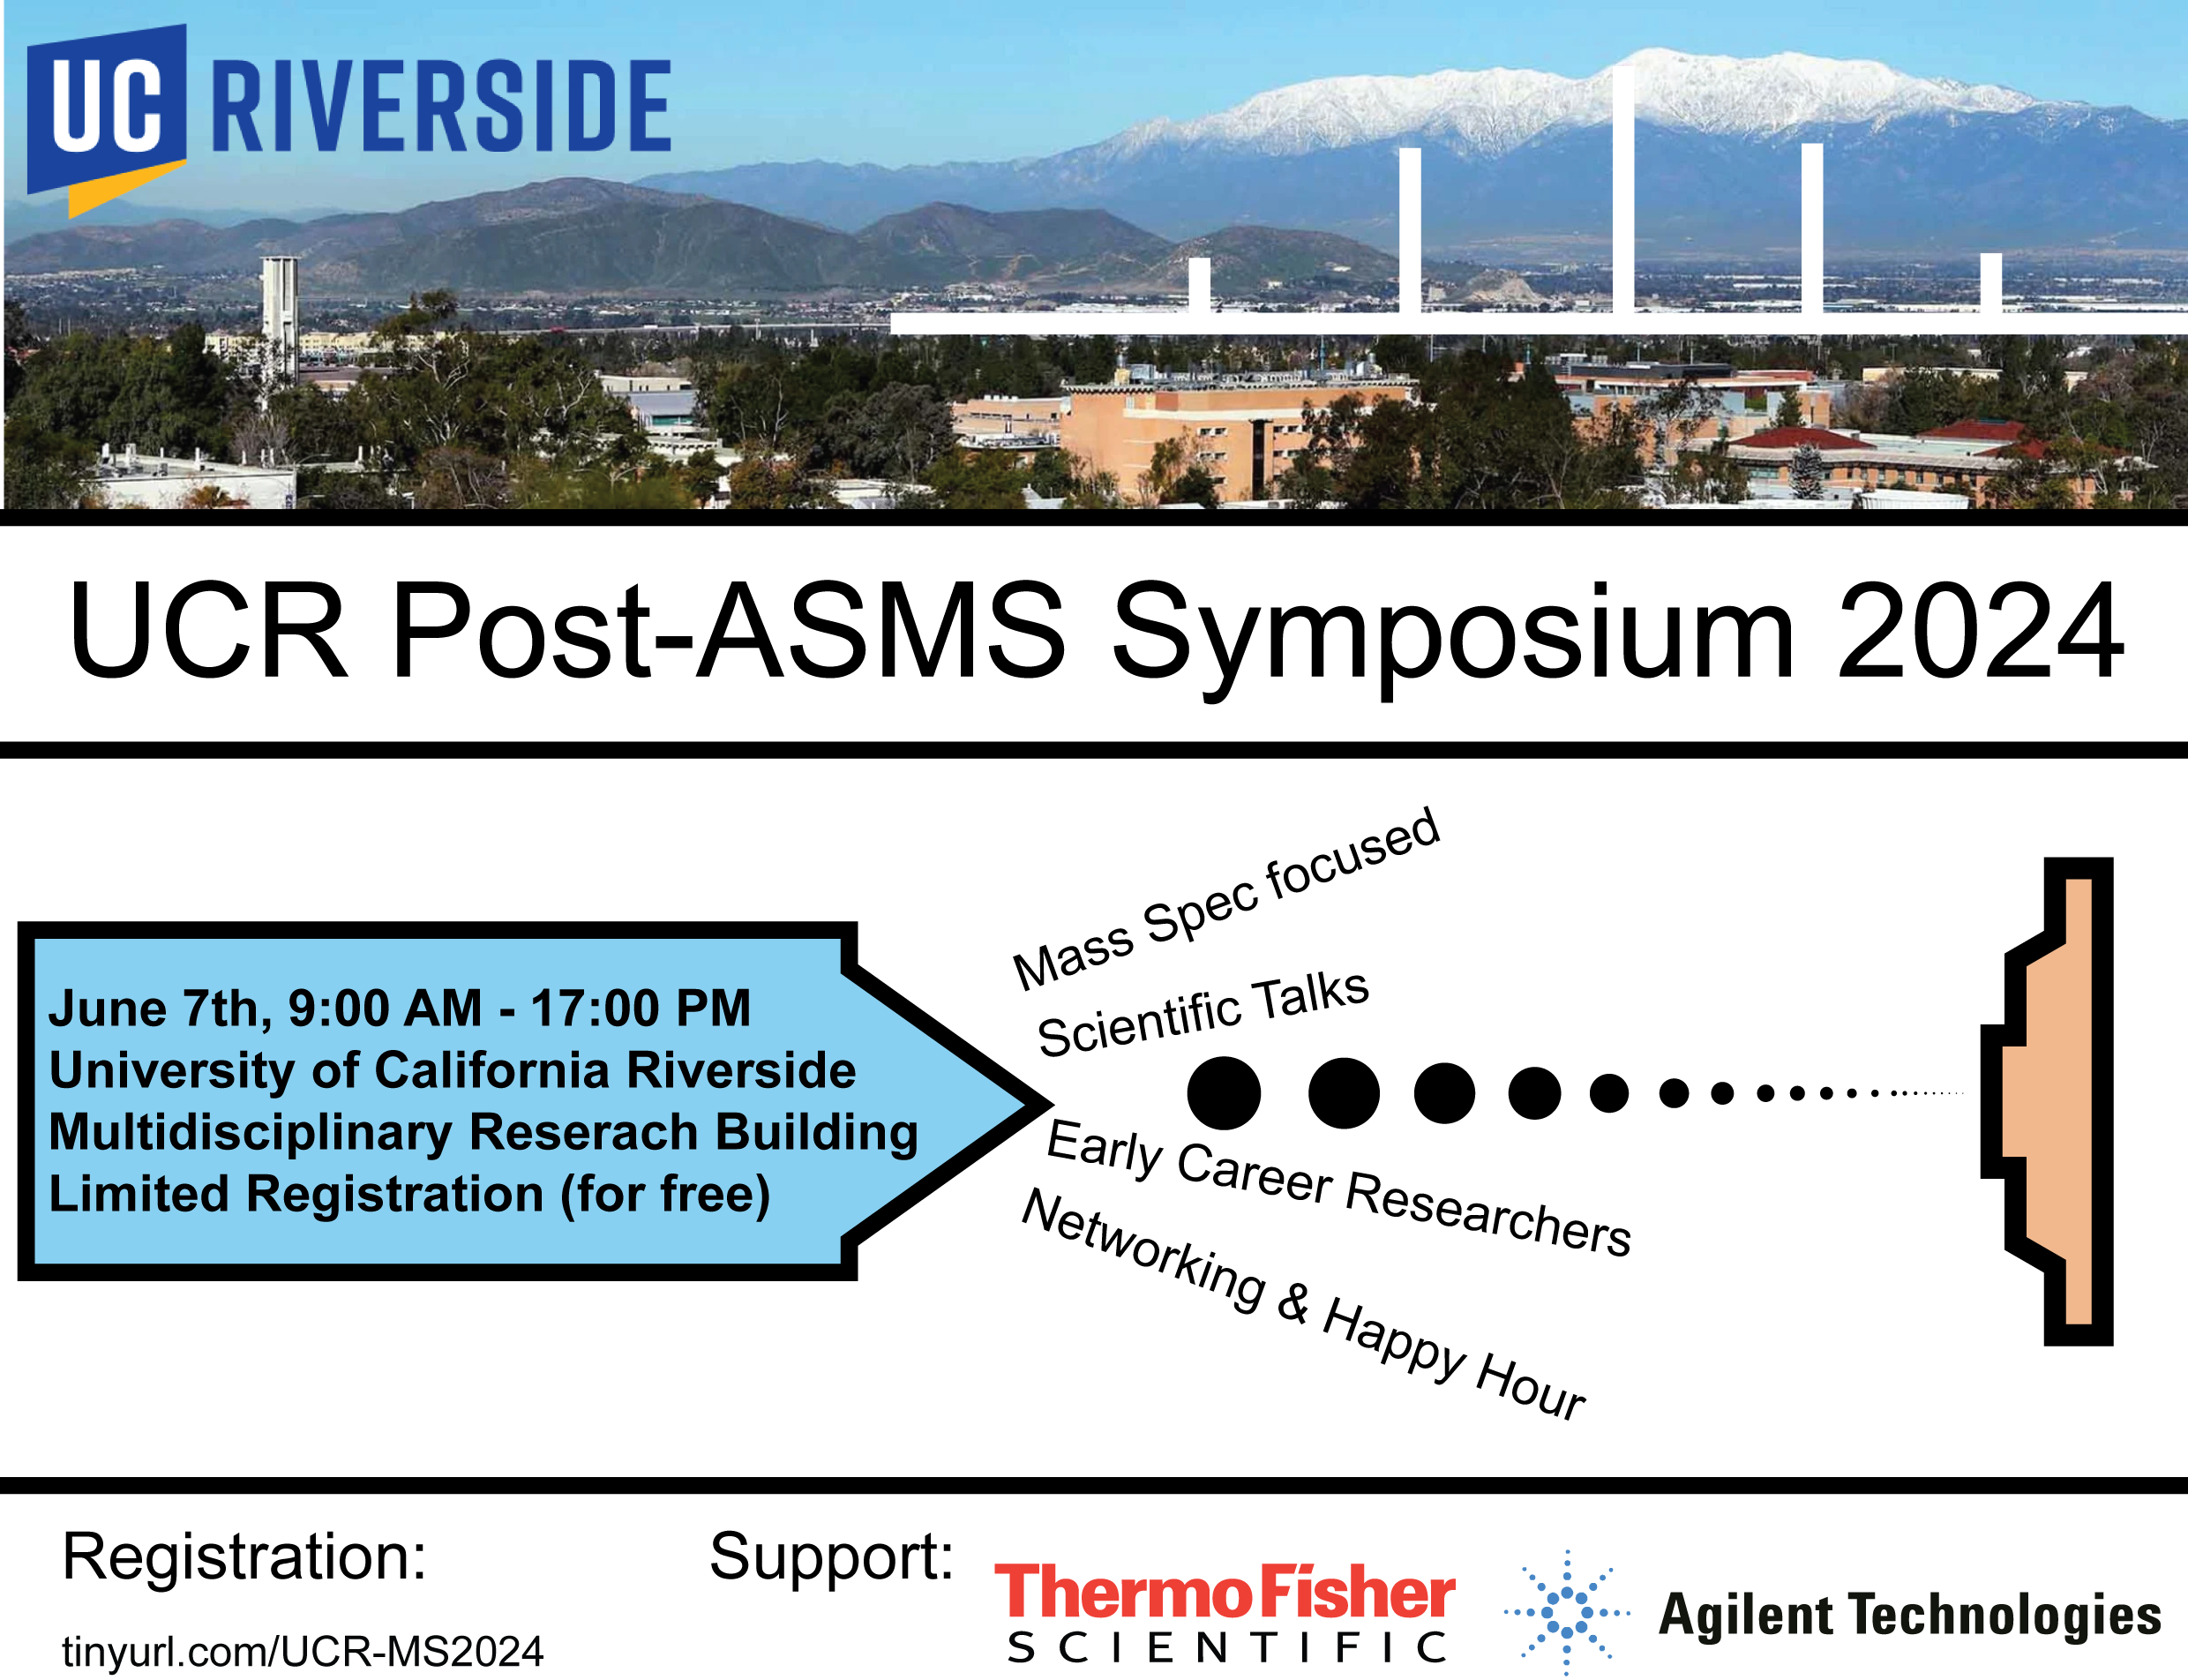 UC RIVERSIDE
UCR Post-ASMS Symposium 2024
June 7th, 9:00 AM - 17:00 PM
University of California Riverside
Multidisciplinary Reserach Building
Limited Registration (for free)
Mass Spec focused
Scientific Talks
Early Career Researchers
Networking & Happy Hour
Registration:
tinyurl.com/UCR-MS2024
Support:
ThermoFisher
SCIENTIFIC
Agilent Technologies